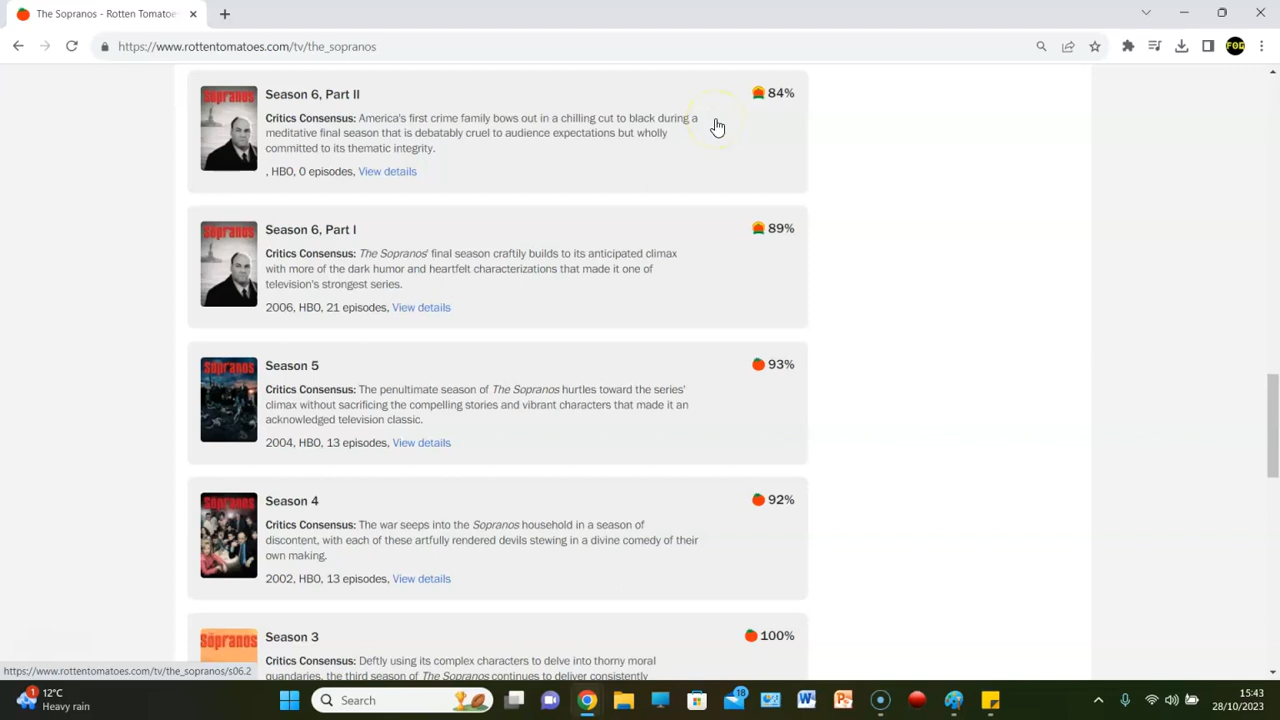 The Sopranos - Rotten Tomatoe
https://www.rottentomatoes.com/tv/the_sopranos
FOG
Sopranos
Season 6, Part II
84%
Critics Consensus: America's first crime family bows out in a chilling cut to black during a
meditative final season that is debatably cruel to audience expectations but wholly
committed to its thematic integrity.
, HBO, 0 episodes, View details
Sopranos
Season 6, Part I
89%
Critics Consensus: The Sopranos' final season craftily builds to its anticipated climax
with more of the dark humor and heartfelt characterizations that made it one of
television's strongest series.
2006, HBO, 21 episodes, View details
Sopranos
Season 5
93%
Critics Consensus: The penultimate season of The Sopranos hurtles toward the series'
climax without sacrificing the compelling stories and vibrant characters that made it an
acknowledged television classic.
2004, HBO, 13 episodes, View details
Sopranos
Season 4
92%
Critics Consensus: The war seeps into the Sopranos household in a season of
discontent, with each of these artfully rendered devils stewing in a divine comedy of their
own making.
2002, HBO, 13 episodes, View details
Sopranos
Season 3
100%
Critics Consensus: Deftly using its complex characters to delve into thorny moral
quandaries, the third season of The Sopranos continues to deliver consistently
https://www.rottentomatoes.com/tv/the_sopranos/s06.2
1
12°C
Heavy rain
Search
18
15:43
28/10/2023